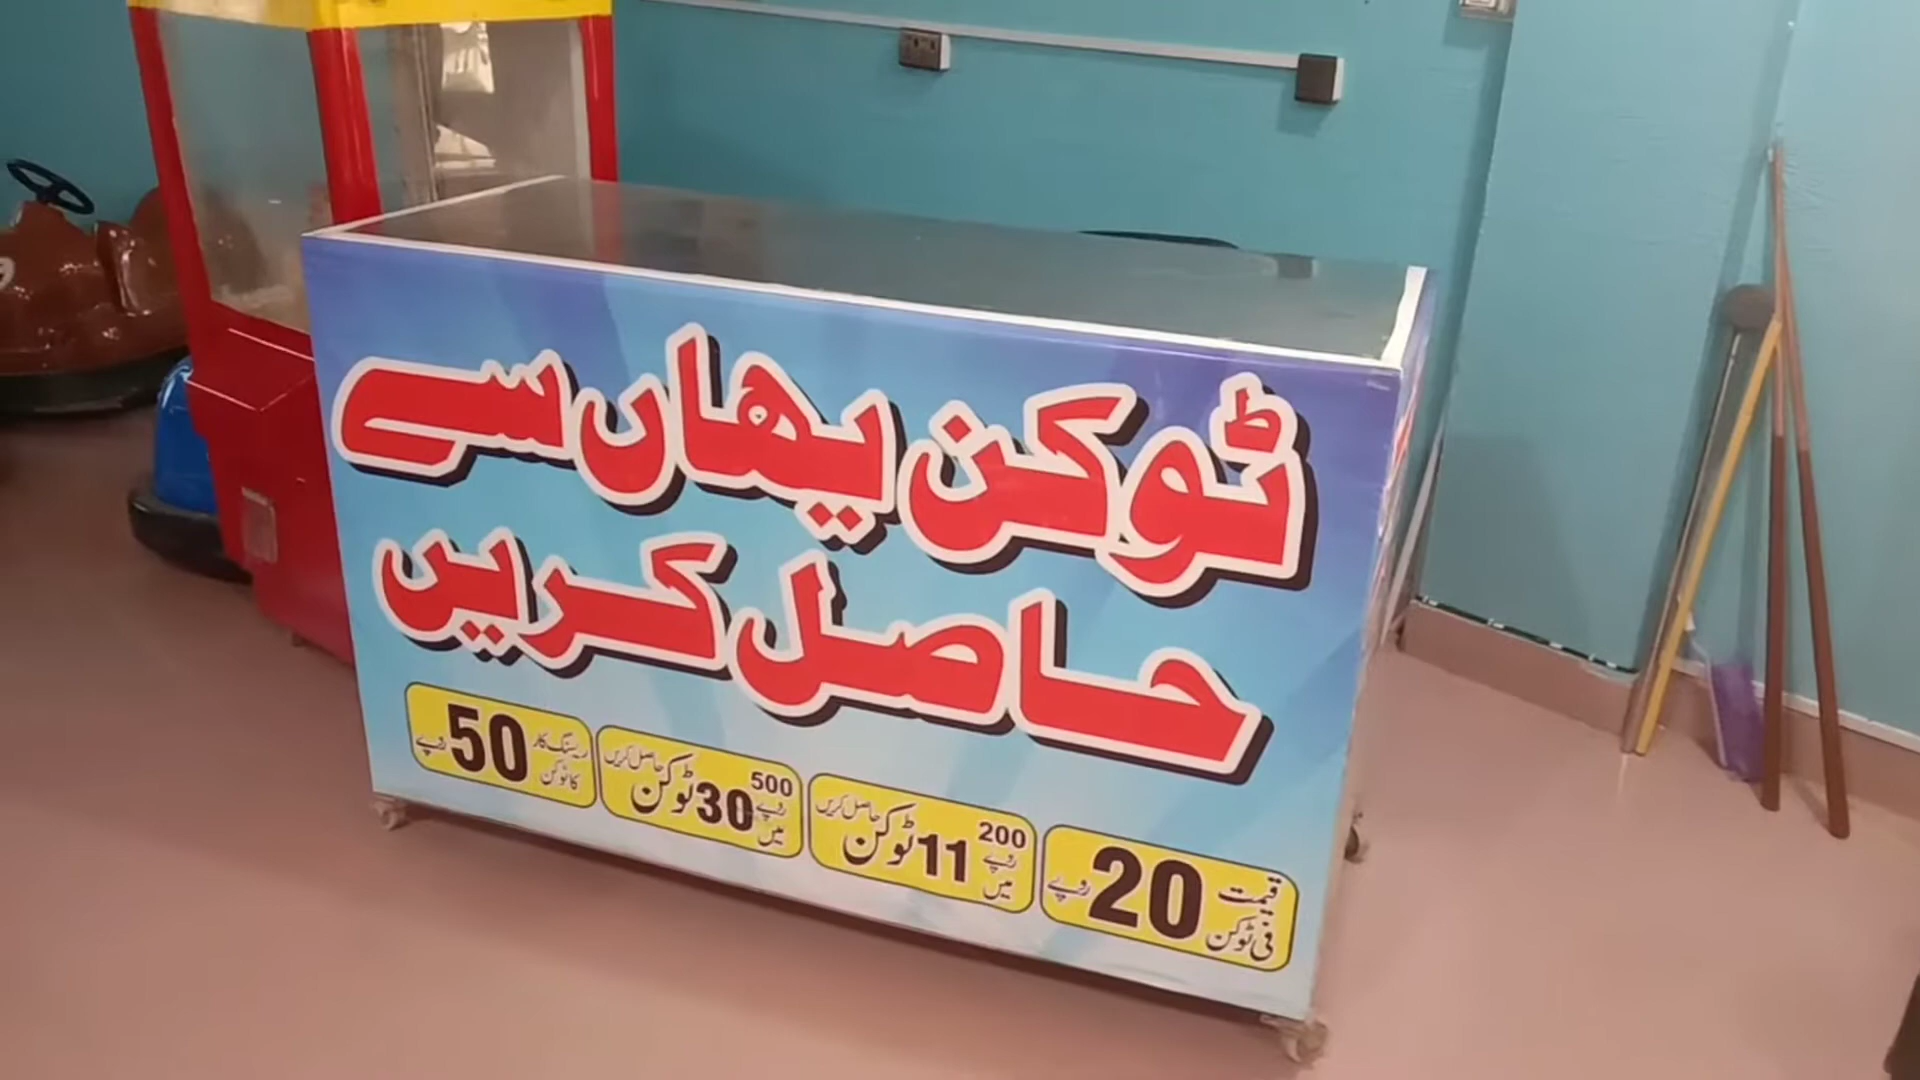 ٹوکن یہاں سے
حاصل کریں
قیمت فی ٹوکن 20 روپے
200 روپے میں 11 ٹوکن حاصل کریں
500 روپے میں 30 ٹوکن حاصل کریں
ریسنگ کار کا ٹوکن 50 روپے